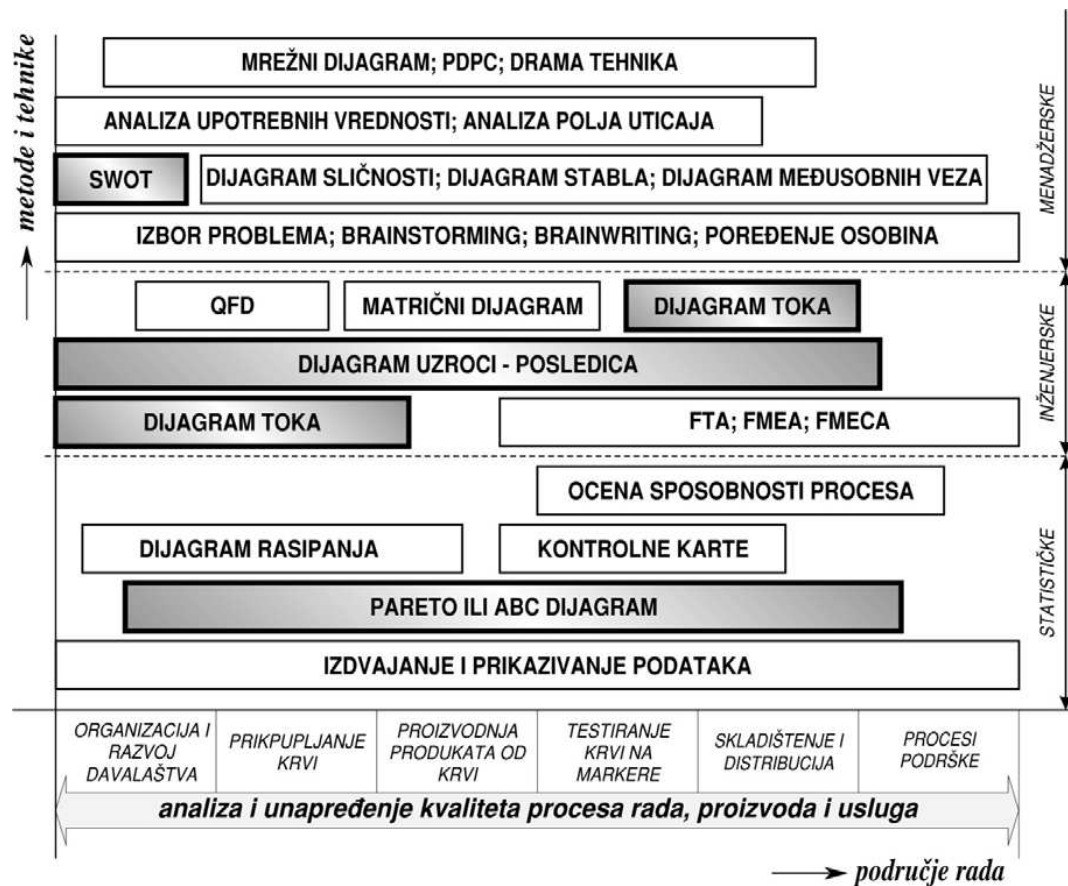 metode i tehnike
MREŽNI DIJAGRAM; PDPC; DRAMA TEHNIKA
ANALIZA UPOTREBNIH VREDNOSTI; ANALIZA POLJA UTICAJA
SWOT
DIJAGRAM SLIČNOSTI; DIJAGRAM STABLA; DIJAGRAM MEĐUSOBNIH VEZA
IZBOR PROBLEMA; BRAINSTORMING; BRAINWRITING; POREĐENJE OSOBINA
MENADŽERSKE
QFD
MATRIČNI DIJAGRAM
DIJAGRAM TOKA
DIJAGRAM UZROCI - POSLEDICA
DIJAGRAM TOKA
FTA; FMEA; FMECA
INŽENJERSKE
OCENA SPOSOBNOSTI PROCESA
DIJAGRAM RASIPANJA
KONTROLNE KARTE
PARETO ILI ABC DIJAGRAM
IZDVAJANJE I PRIKAZIVANJE PODATAKA
STATISTIČKE
ORGANIZACIJA I
RAZVOJ
DAVALAŠTVA
PRIKPUPLJANJE
KRVI
PROIZVODNJA
PRODUKATA OD
KRVI
TESTIRANJE
KRVI NA
MARKERE
SKLADIŠTENJE I
DISTRIBUCIJA
PROCESI
PODRŠKE
analiza i unapređenje kvaliteta procesa rada, proizvoda i usluga
područje rada